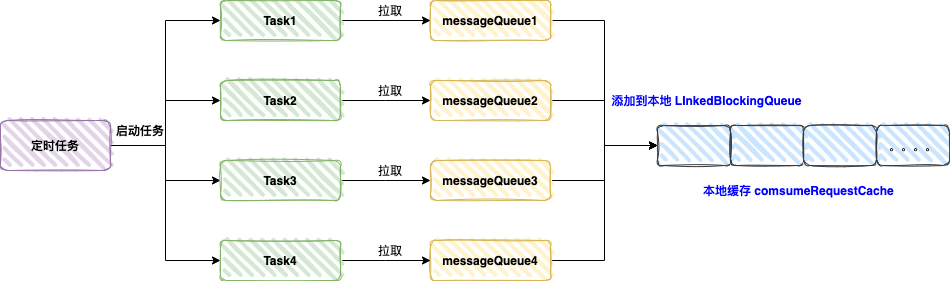 Task1
拉取
messageQueue1
Task2
拉取
messageQueue2
添加到本地 LInkedBlockingQueue
定时任务
启动任务
。。。。
Task3
拉取
messageQueue3
本地缓存 comsumeRequestCache
Task4
拉取
messageQueue4